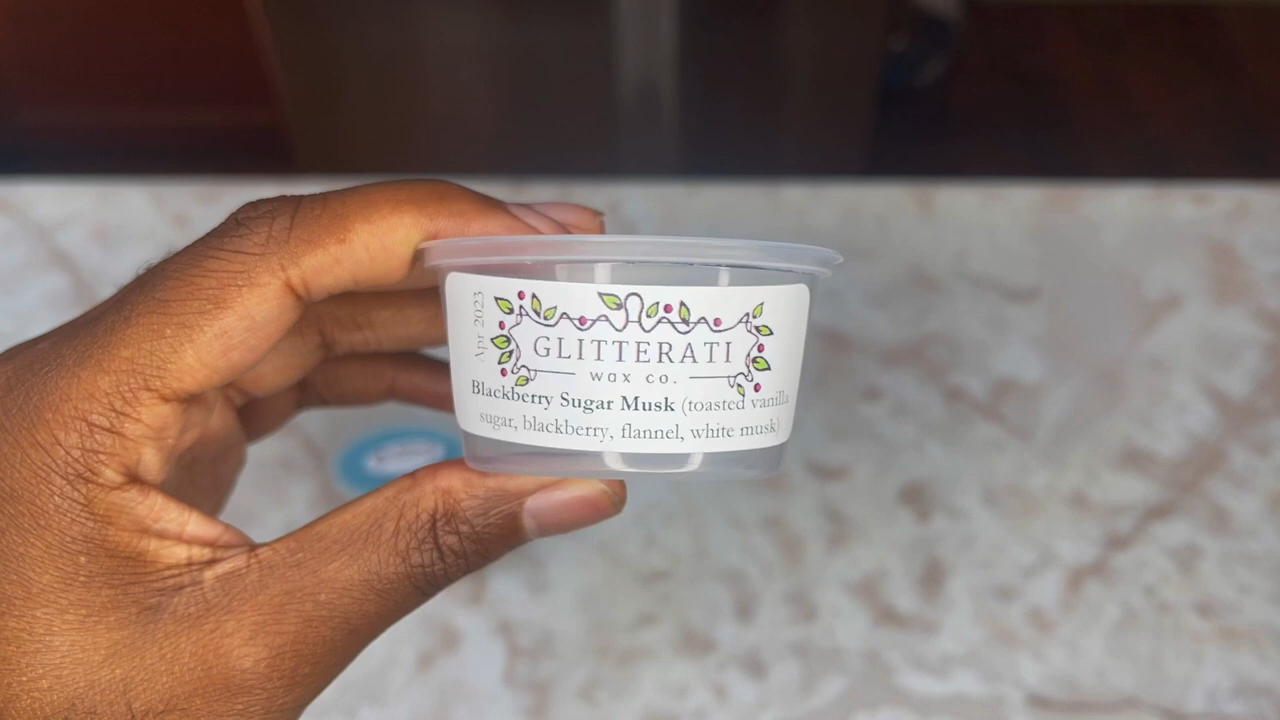 Apr 2023
GLITTERATI
wax co.
Blackberry Sugar Musk (toasted vanilla
sugar, blackberry, flannel, white musk)